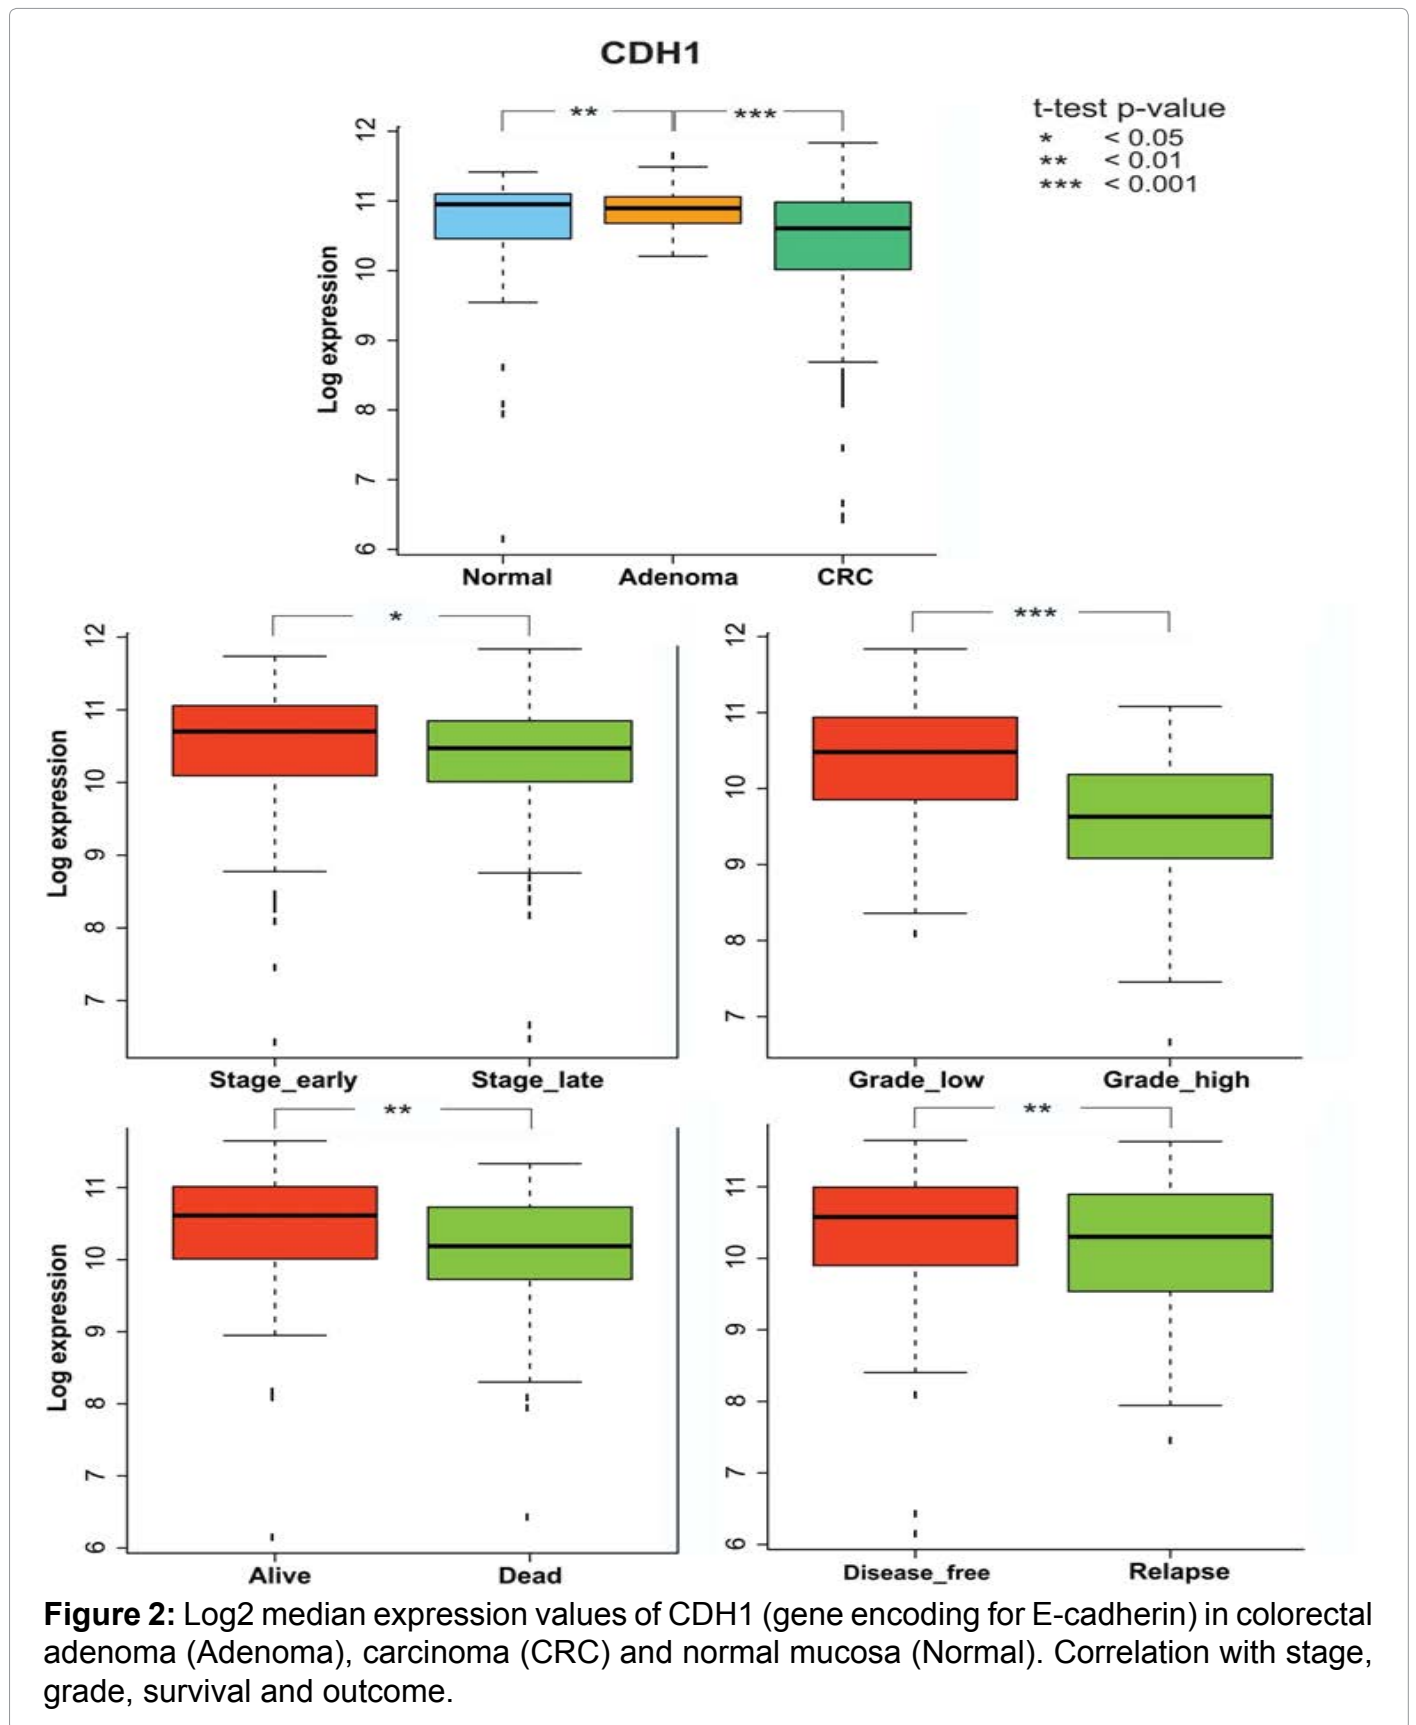 CDH1
** ***
t-test p-value
* < 0.05
** < 0.01
*** < 0.001
Log expression
12
11
10
9
8
7
6
Normal Adenoma CRC
*
Log expression
12
11
10
9
8
7
Stage_early Stage_late
***
12
11
10
9
8
7
Grade_low Grade_high
**
Log expression
11
10
9
8
7
6
Alive Dead
**
11
10
9
8
7
6
Disease_free Relapse
Figure 2: Log2 median expression values of CDH1 (gene encoding for E-cadherin) in colorectal
adenoma (Adenoma), carcinoma (CRC) and normal mucosa (Normal). Correlation with stage,
grade, survival and outcome.